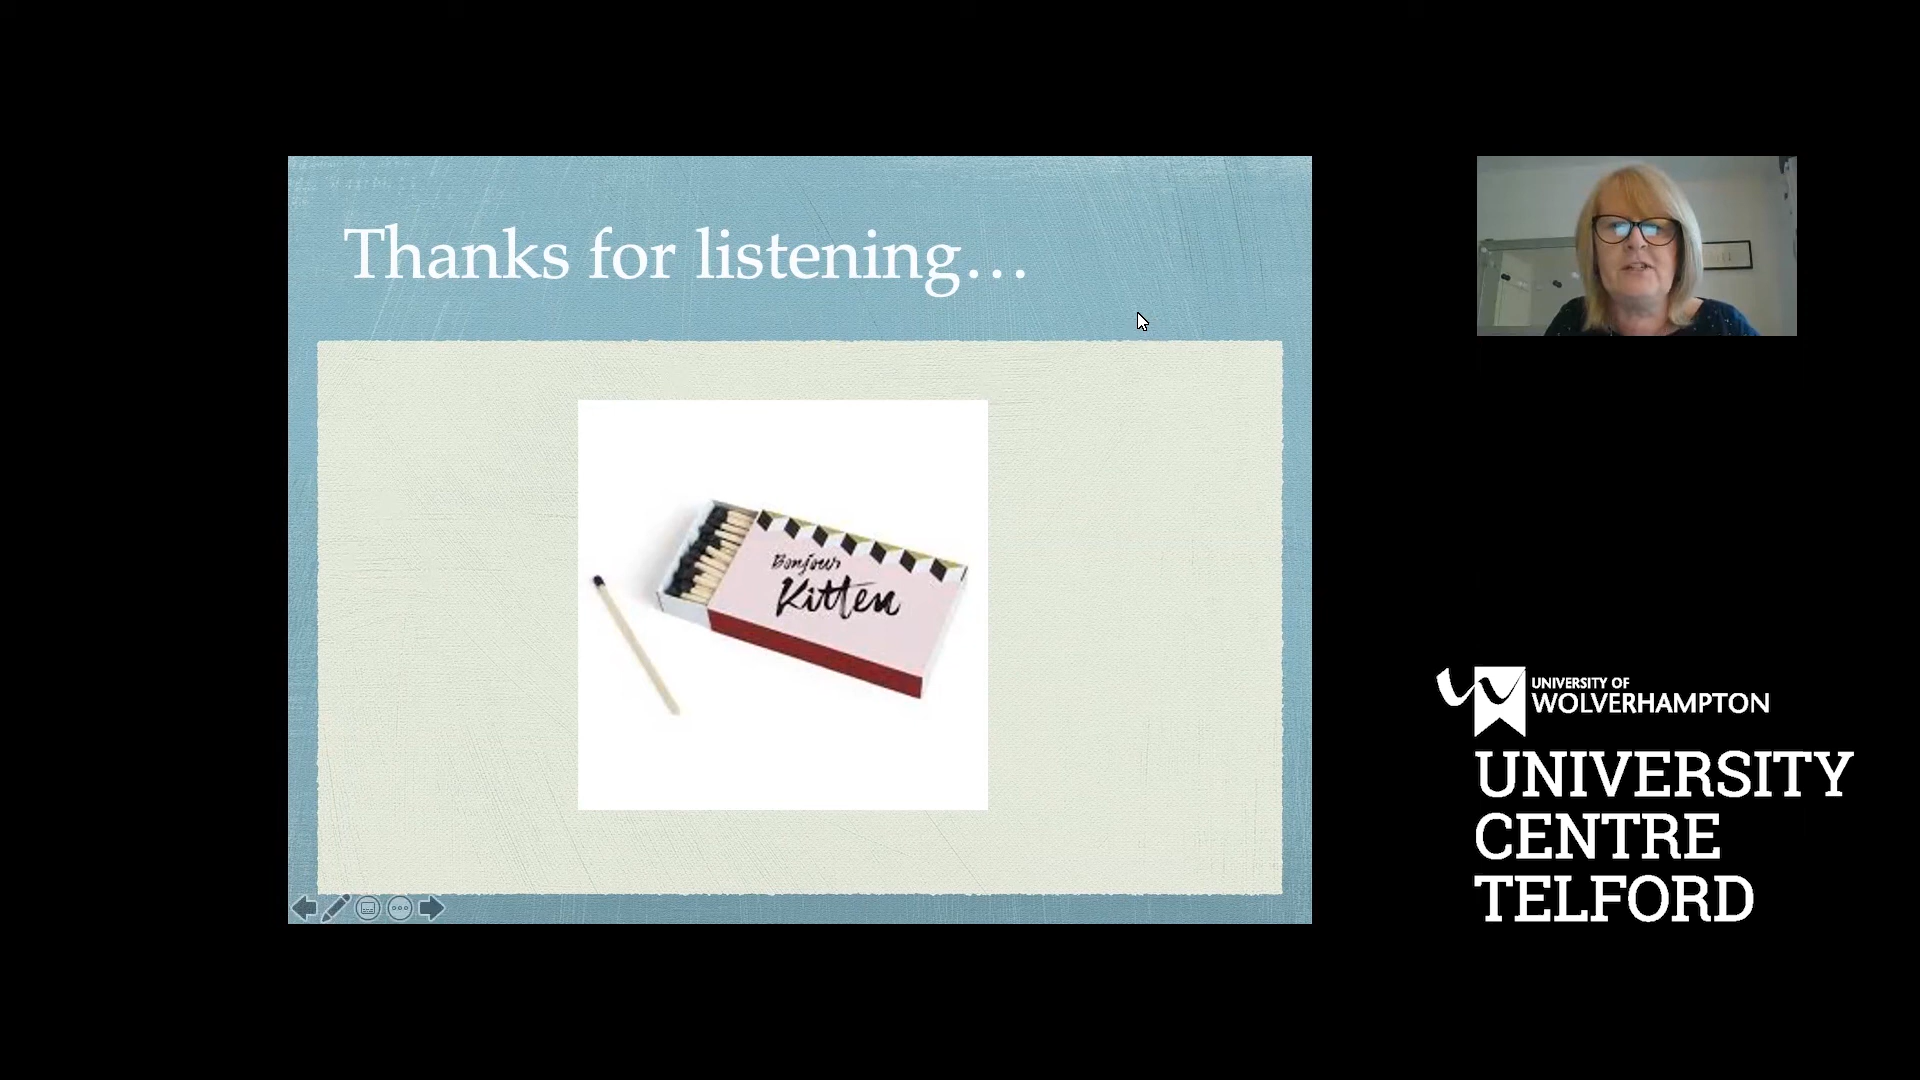 Thanks for listening…
Bonjour
Kitten
UNIVERSITY OF
WOLVERHAMPTON
UNIVERSITY
CENTRE
TELFORD